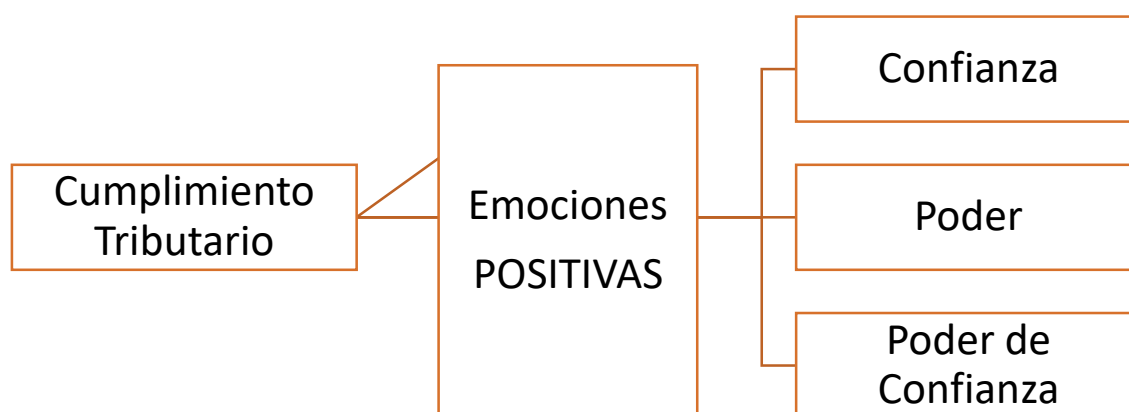 Cumplimiento
Tributario
Emociones
POSITIVAS
Confianza
Poder
Poder de
Confianza